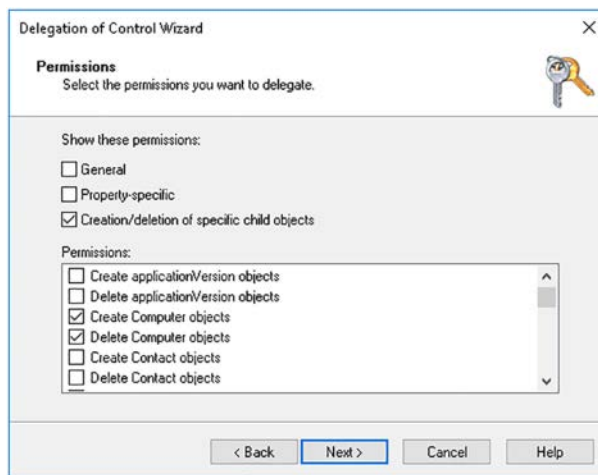 Delegation of Control Wizard
Permissions
Select the permissions you want to delegate.
Show these permissions:
General
Property-specific
Creation/deletion of specific child objects
Permissions:
Create applicationVersion objects
Delete applicationVersion objects
Create Computer objects
Delete Computer objects
Create Contact objects
Delete Contact objects
< Back Next > Cancel Help